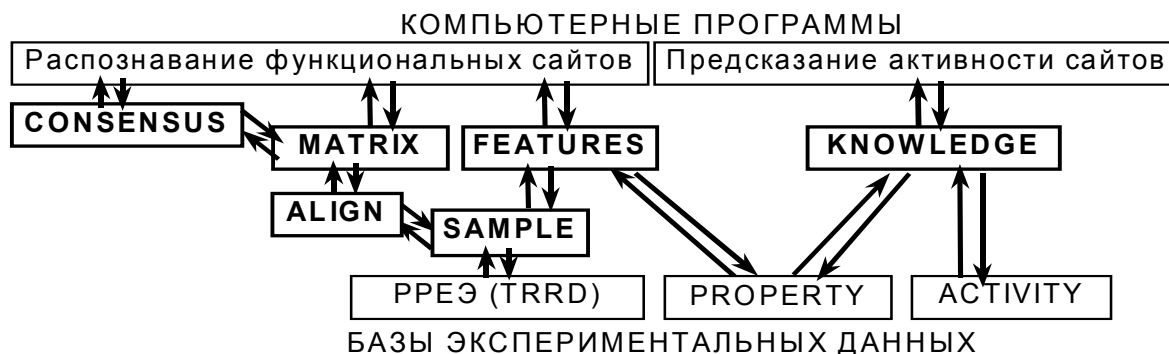 КОМПЬЮТЕРНЫЕ ПРОГРАММЫ
Распознавание функциональных сайтов
Предсказание активности сайтов
CONSENSUS
MATRIX
FEATURES
KNOWLEDGE
ALIGN
SAMPLE
РРЕЭ (TRRD)
PROPERTY
ACTIVITY
БАЗЫ ЭКСПЕРИМЕНТАЛЬНЫХ ДАННЫХ